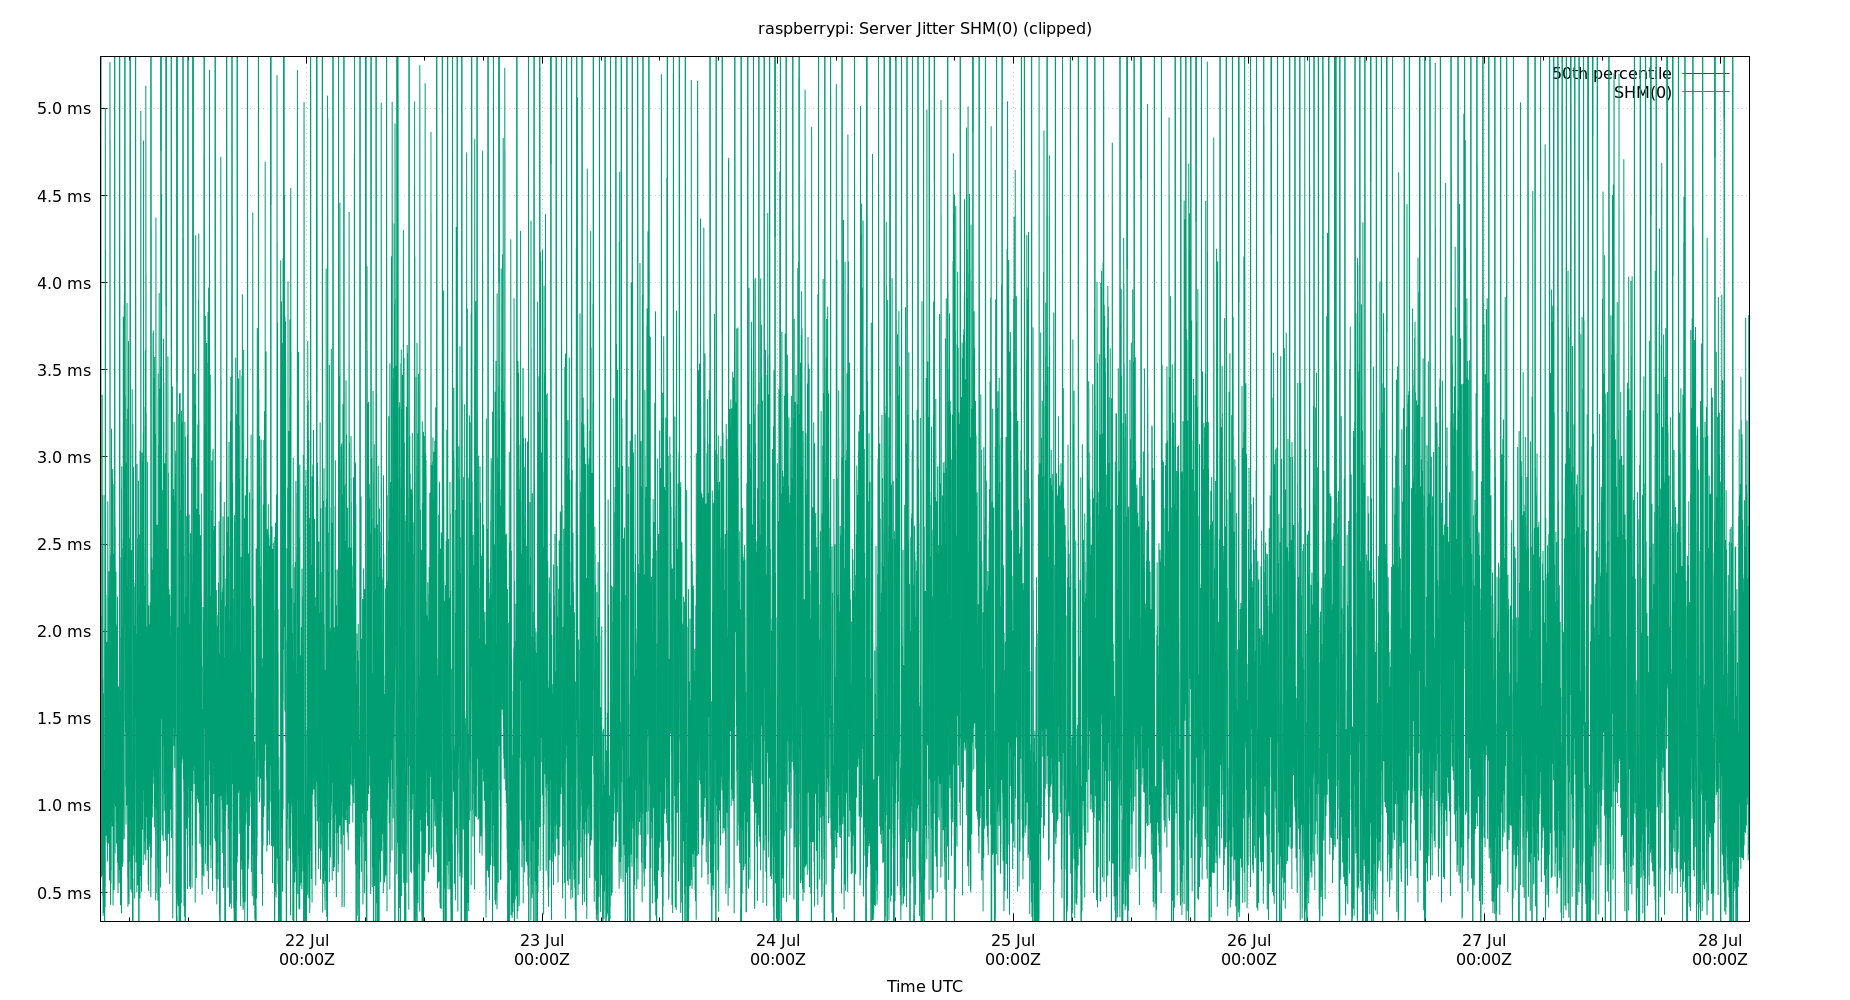 raspberrypi: Server Jitter SHM(0) (clipped)
50th percentile
SHM(0)
5.0 ms
4.5 ms
4.0 ms
3.5 ms
3.0 ms
2.5 ms
2.0 ms
1.5 ms
1.0 ms
0.5 ms
22 Jul 23 Jul 24 Jul 25 Jul 26 Jul 27 Jul 28 Jul
00:00Z 00:00Z 00:00Z 00:00Z 00:00Z 00:00Z 00:00Z
Time UTC